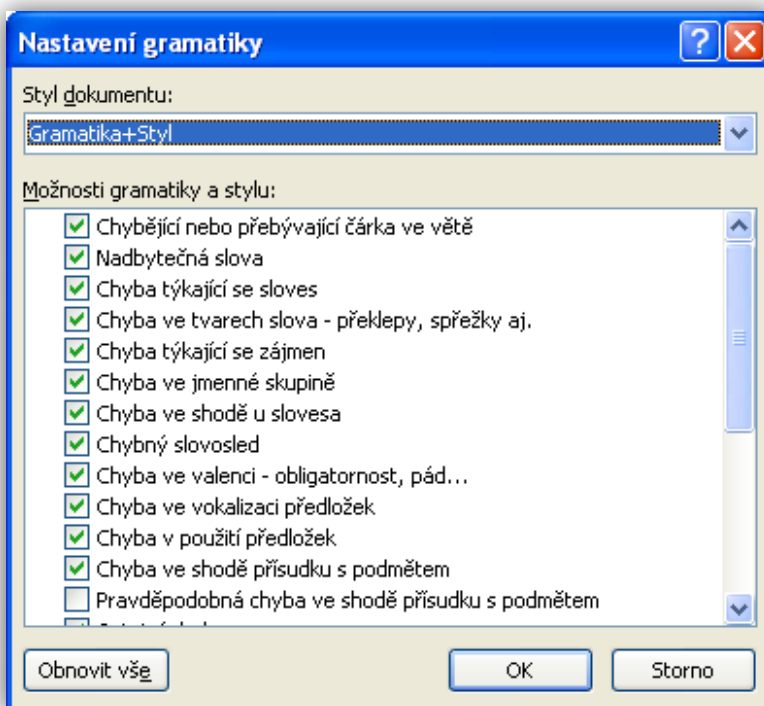 Nastavení gramatiky
Styl dokumentu:
Gramatika+Styl
Možnosti gramatiky a stylu:
Chybějící nebo přebývající čárka ve větě
Nadbytečná slova
Chyba týkající se sloves
Chyba ve tvarech slova - překlepy, spřežky aj.
Chyba týkající se zájmen
Chyba ve jmenné skupině
Chyba ve shodě u slovesa
Chybný slovosled
Chyba ve valenci - obligatornost, pád...
Chyba ve vokalizaci předložek
Chyba v použití předložek
Chyba ve shodě přísudku s podmětem
Pravděpodobná chyba ve shodě přísudku s podmětem
Obnovit vše OK Storno